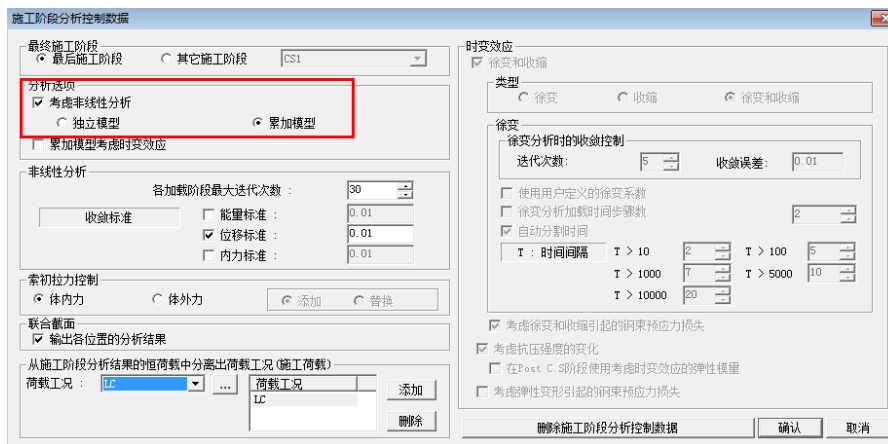 施工阶段分析控制数据
最终施工阶段
最后施工阶段 其它施工阶段 CS1
分析选项
考虑非线性分析
独立模型 累加模型
累加模型考虑时变效应
非线性分析
各加载阶段最大迭代次数 : 30
收敛标准 能量标准 : 0.01
位移标准 : 0.01
内力标准 : 0.01
索初拉力控制
体内力 体外力 添加 替换
联合截面
输出各位置的分析结果
从施工阶段分析结果的恒荷载中分离出荷载工况(施工荷载)
荷载工况 : LC ... 荷载工况 添加
LC
删除
时变效应
徐变和收缩
类型
徐变 收缩 徐变和收缩
徐变
徐变分析时的收敛控制
迭代次数: 5 收敛误差: 0.01
使用用户定义的徐变系数
徐变分析加载时间步骤数 2
自动分割时间
T : 时间间隔 T > 10 2 T > 100 5
T > 1000 7 T > 5000 10
T > 10000 20
考虑徐变和收缩引起的钢束预应力损失
考虑抗压强度的变化
在Post C.S阶段使用考虑时变效应的弹性模量
考虑弹性变形引起的钢束预应力损失
删除施工阶段分析控制数据 确认 取消